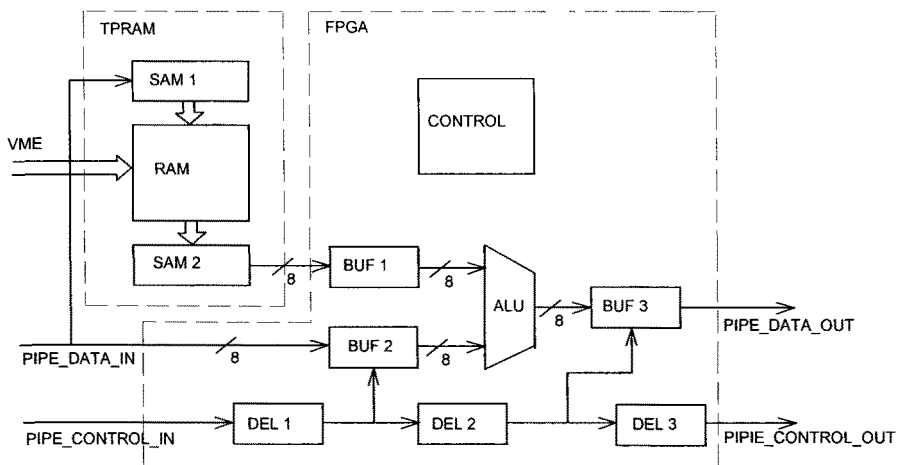 TPRAM
FPGA
SAM 1
CONTROL
VME
RAM
SAM 2
8
BUF 1
8
ALU
8
BUF 3
PIPE_DATA_OUT
PIPE_DATA_IN
8
BUF 2
8
PIPE_CONTROL_IN
DEL 1
DEL 2
DEL 3
PIPIE_CONTROL_OUT